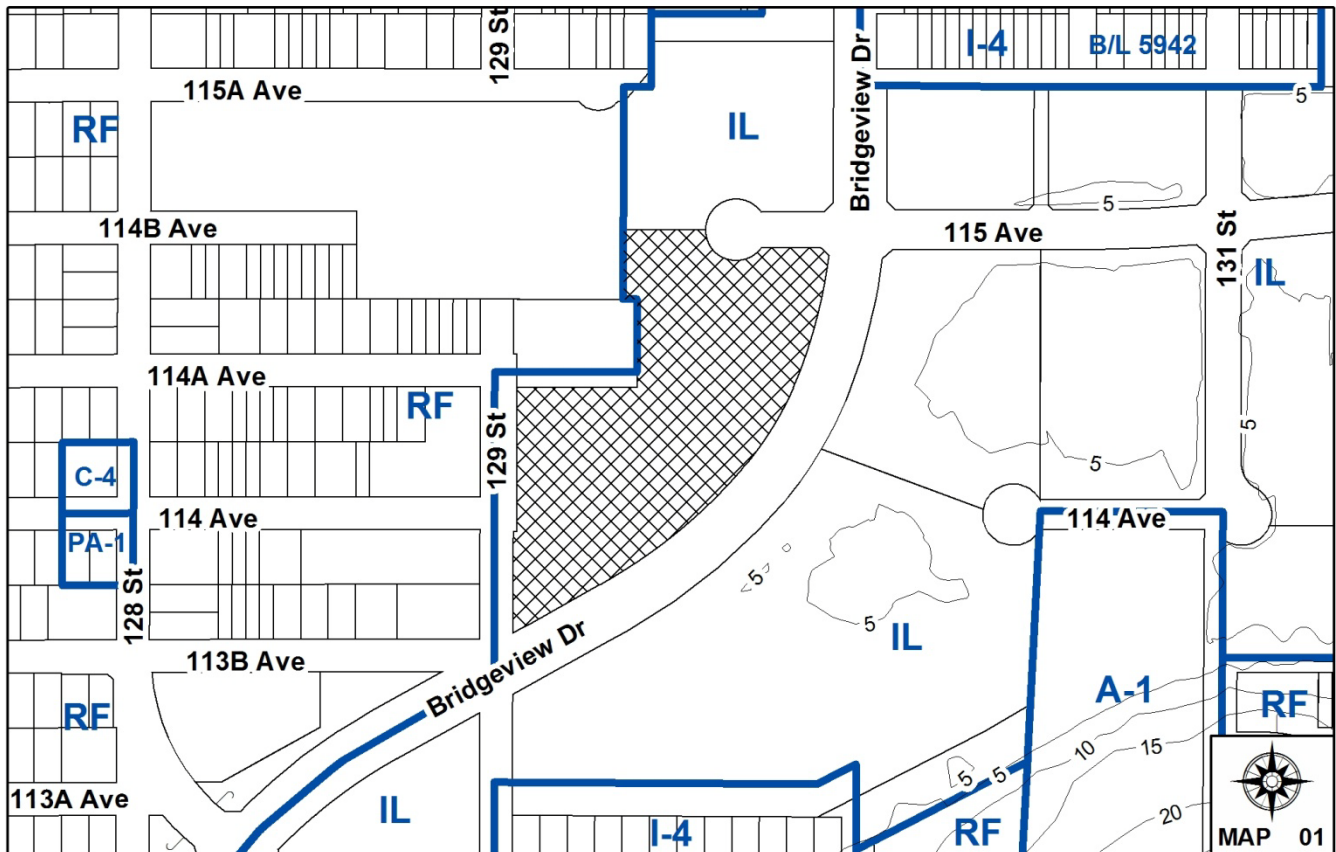 129 St
Bridgeview Dr
I-4
B/L 5942
115A Ave
5
RF
IL
5
114B Ave
115 Ave
131 St
IL
114A Ave
RF
129 St
5
C-4
5
114 Ave
114 Ave
PA-1
128 St
5
5
IL
113B Ave
Bridgeview Dr
A-1
RF
RF
10
15
5
5
113A Ave
IL
I-4
RF
20
MAP 01